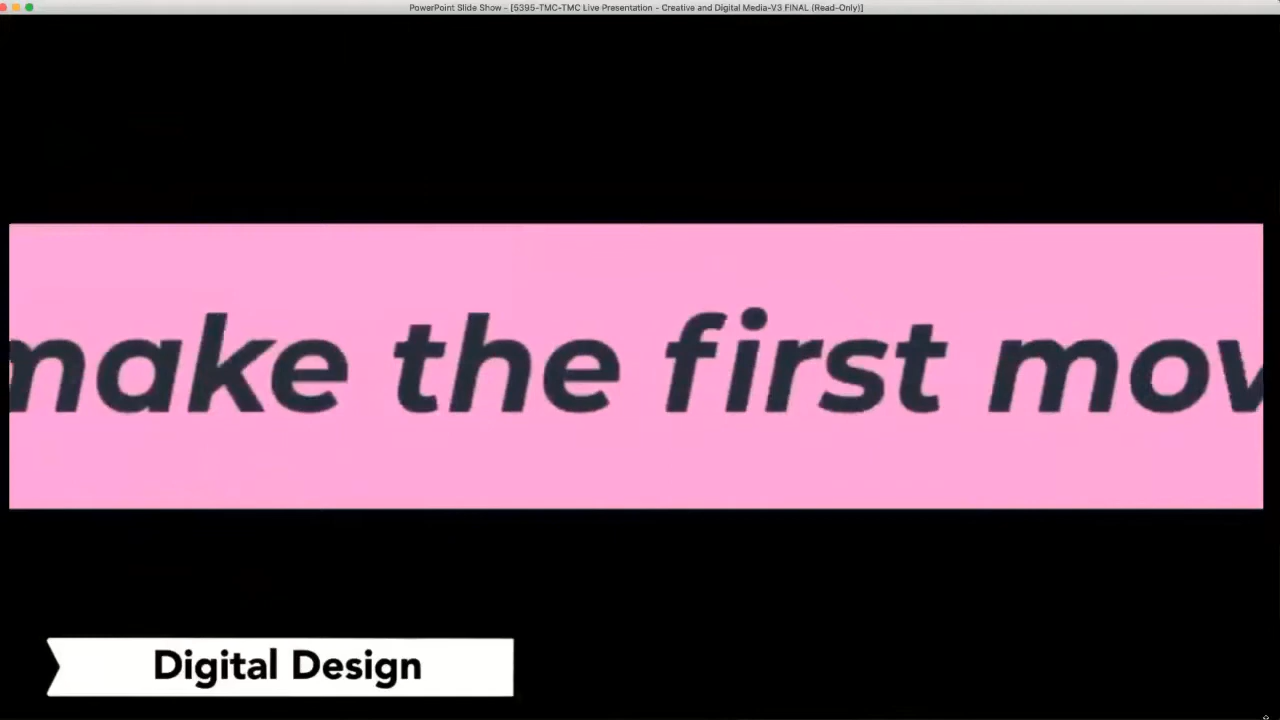 PowerPoint Slide Show - [5395-TMC-TMC Live Presentation - Creative and Digital Media-V3 FINAL (Read-Only)]
make the first mov
Digital Design